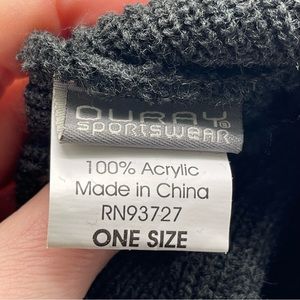 OURAY®
SPORTSWEAR
100% Acrylic
Made in China
RN93727
ONE SIZE